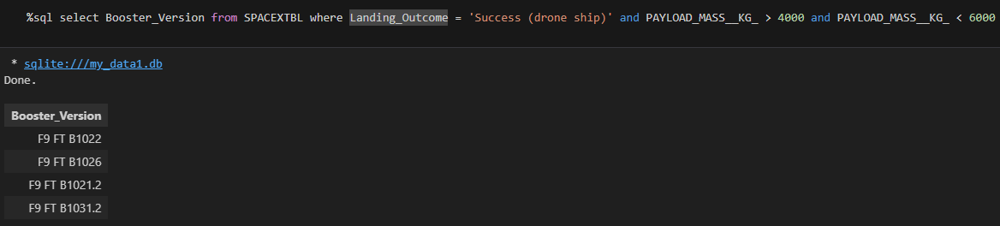 %sql select Booster_Version from SPACEXTBL where Landing_Outcome = 'Success (drone ship)' and PAYLOAD_MASS__KG_ > 4000 and PAYLOAD_MASS__KG_ < 6000
* sqlite:///my_data1.db
Done.
Booster_Version
F9 FT B1022
F9 FT B1026
F9 FT B1021.2
F9 FT B1031.2